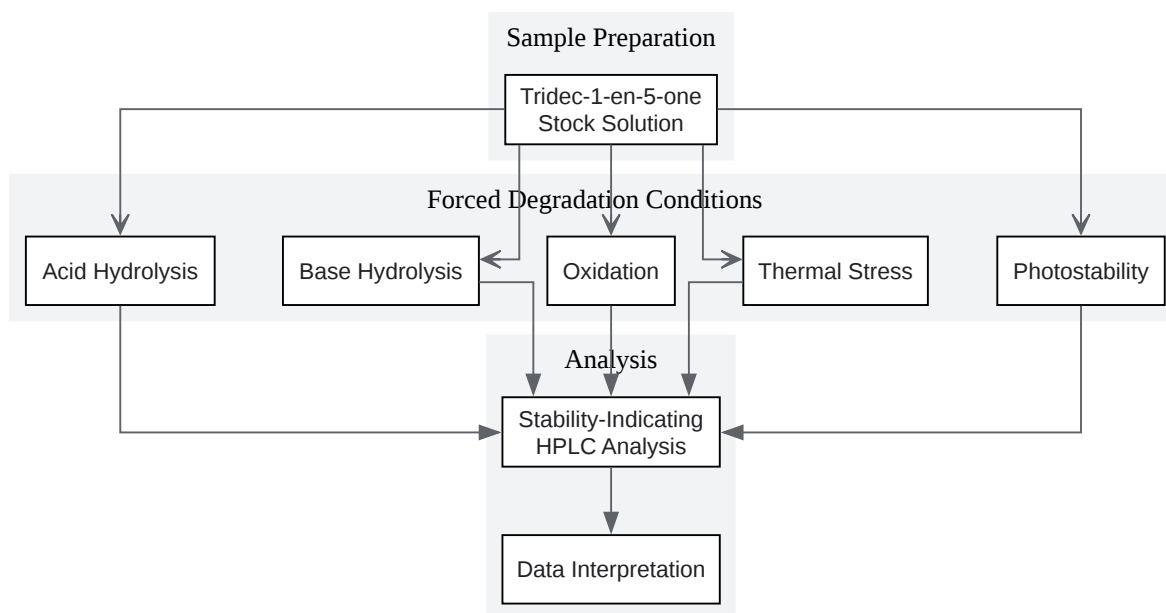 Sample Preparation
Tridec-1-en-5-one
Stock Solution
Forced Degradation Conditions
Acid Hydrolysis
Base Hydrolysis
Oxidation
Thermal Stress
Photostability
Analysis
Stability-Indicating
HPLC Analysis
Data Interpretation